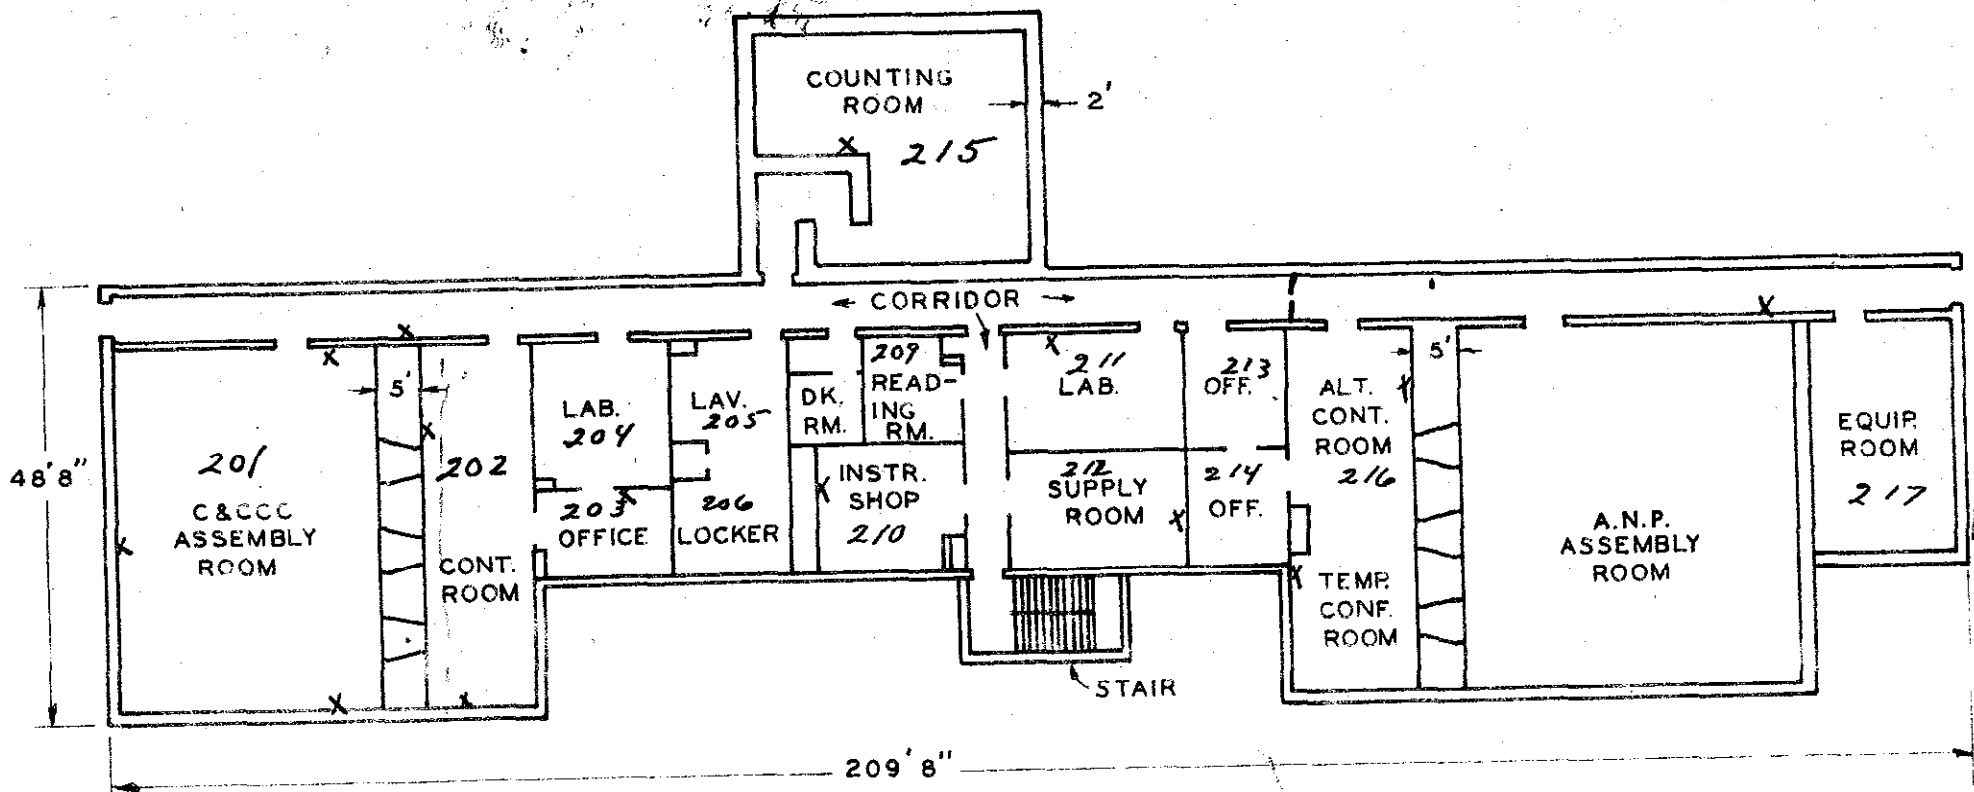 COUNTING
ROOM
215
2'
← CORRIDOR →
48'8"
201
C & CCC
ASSEMBLY
ROOM
5'
202
CONT.
ROOM
LAB.
204
203
OFFICE
LAV.
205
206
LOCKER
DK.
RM.
209
READ-
ING
RM.
INSTR.
SHOP
210
211
LAB.
212
SUPPLY
ROOM
213
OFF.
214
OFF.
ALT.
CONT.
ROOM
216
TEMP.
CONF.
ROOM
5'
A.N.P.
ASSEMBLY
ROOM
EQUIP.
ROOM
217
STAIR
209'8"